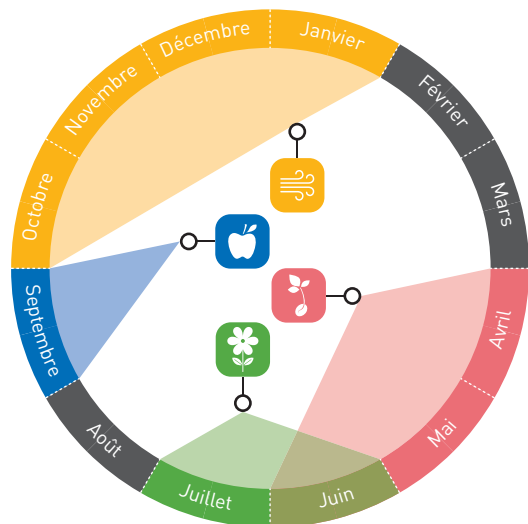 Janvier
Février
Mars
Avril
Mai
Juin
Juillet
Août
Septembre
Octobre
Novembre
Décembre